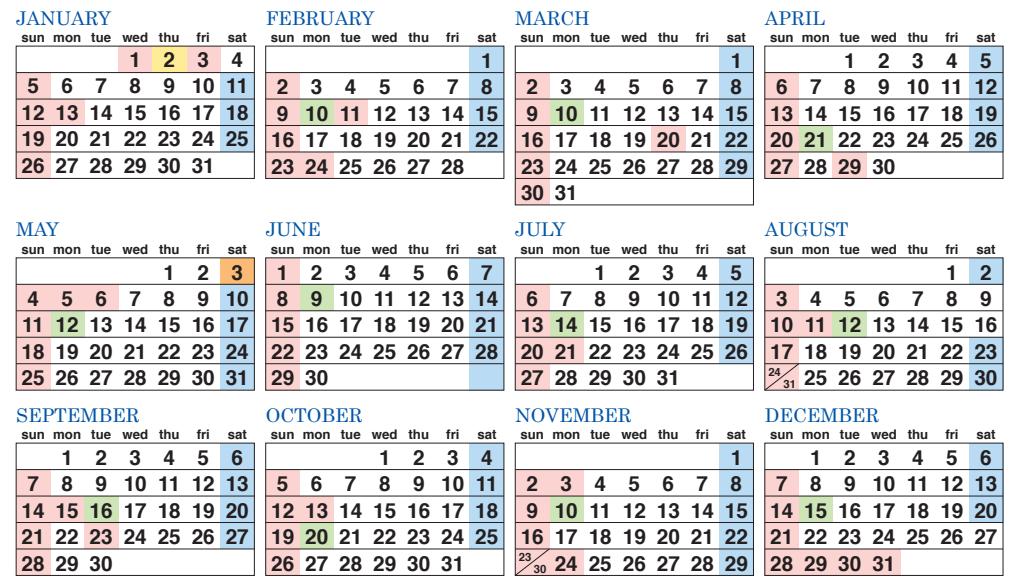 JANUARY
sun mon tue wed thu fri sat
1 2 3 4
5 6 7 8 9 10 11
12 13 14 15 16 17 18
19 20 21 22 23 24 25
26 27 28 29 30 31
FEBRUARY
sun mon tue wed thu fri sat
1
2 3 4 5 6 7 8
9 10 11 12 13 14 15
16 17 18 19 20 21 22
23 24 25 26 27 28
MARCH
sun mon tue wed thu fri sat
1
2 3 4 5 6 7 8
9 10 11 12 13 14 15
16 17 18 19 20 21 22
23 24 25 26 27 28 29
30 31
APRIL
sun mon tue wed thu fri sat
1 2 3 4 5
6 7 8 9 10 11 12
13 14 15 16 17 18 19
20 21 22 23 24 25 26
27 28 29 30
MAY
sun mon tue wed thu fri sat
1 2 3
4 5 6 7 8 9 10
11 12 13 14 15 16 17
18 19 20 21 22 23 24
25 26 27 28 29 30 31
JUNE
sun mon tue wed thu fri sat
1 2 3 4 5 6 7
8 9 10 11 12 13 14
15 16 17 18 19 20 21
22 23 24 25 26 27 28
29 30
JULY
sun mon tue wed thu fri sat
1 2 3 4 5
6 7 8 9 10 11 12
13 14 15 16 17 18 19
20 21 22 23 24 25 26
27 28 29 30 31
AUGUST
sun mon tue wed thu fri sat
1 2
3 4 5 6 7 8 9
10 11 12 13 14 15 16
17 18 19 20 21 22 23
24/31 25 26 27 28 29 30
SEPTEMBER
sun mon tue wed thu fri sat
1 2 3 4 5 6
7 8 9 10 11 12 13
14 15 16 17 18 19 20
21 22 23 24 25 26 27
28 29 30
OCTOBER
sun mon tue wed thu fri sat
1 2 3 4
5 6 7 8 9 10 11
12 13 14 15 16 17 18
19 20 21 22 23 24 25
26 27 28 29 30 31
NOVEMBER
sun mon tue wed thu fri sat
1
2 3 4 5 6 7 8
9 10 11 12 13 14 15
16 17 18 19 20 21 22
23/30 24 25 26 27 28 29
DECEMBER
sun mon tue wed thu fri sat
1 2 3 4 5 6
7 8 9 10 11 12 13
14 15 16 17 18 19 20
21 22 23 24 25 26 27
28 29 30 31